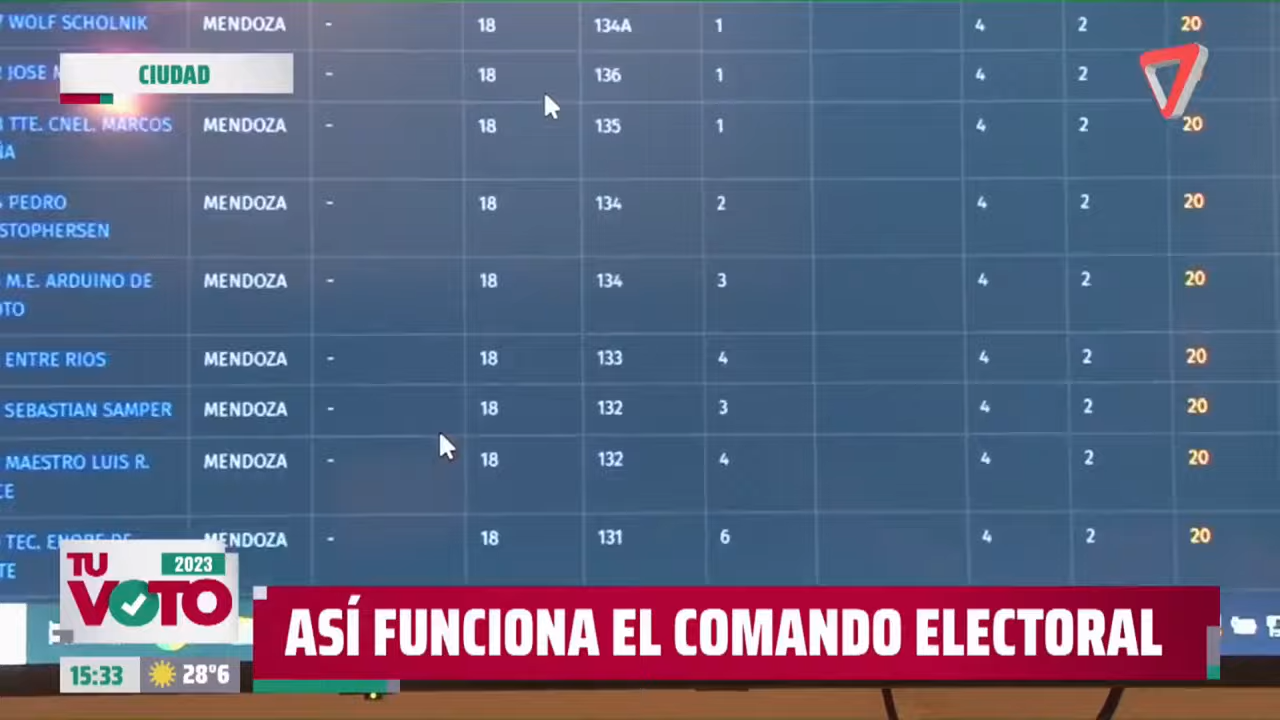 WOLF SCHOLNIK MENDOZA - 18 134A 1 4 2 20
CIUDAD
JOSE - 18 136 1 4 2
TTE. CNEL. MARCOS MENDOZA - 18 135 1 4 2 20
PEDRO MENDOZA - 18 134 2 4 2 20
STOPHERSEN
M.E. ARDUINO DE MENDOZA - 18 134 3 4 2 20
OTO
ENTRE RIOS MENDOZA - 18 133 4 4 2 20
SEBASTIAN SAMPER MENDOZA - 18 132 3 4 2 20
MAESTRO LUIS R. MENDOZA - 18 132 4 4 2 20
CE
TEC. MENDOZA - 18 131 6 4 2 20
TE
TU 2023
VOTO
ASÍ FUNCIONA EL COMANDO ELECTORAL
15:33 28°6